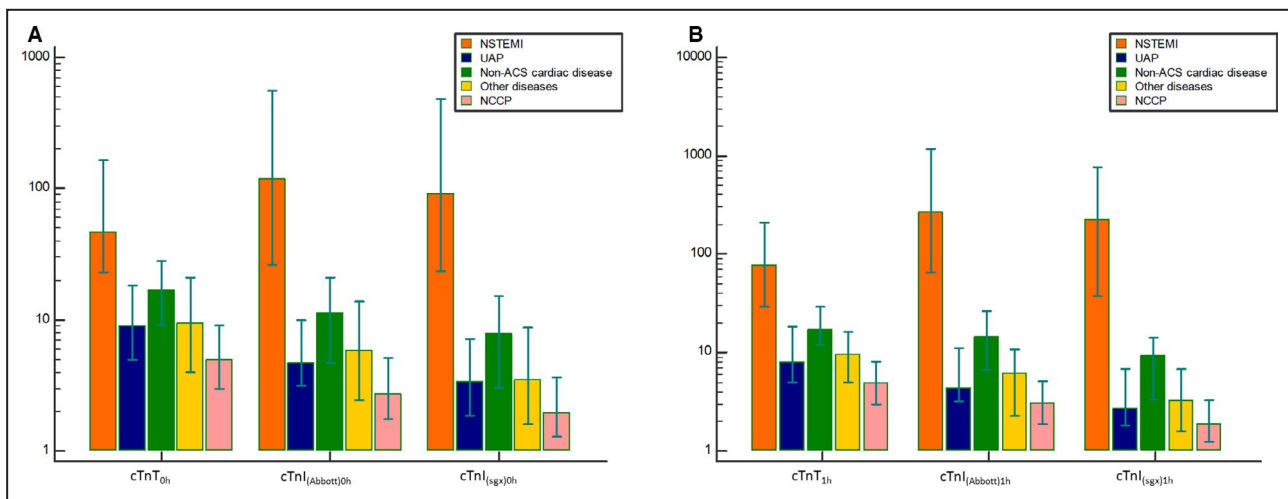 A
1000
100
10
1
NSTEMI
UAP
Non-ACS cardiac disease
Other diseases
NCCP
cTnT0h
cTnI(Abbott)0h
cTnI(sgx)0h
B
10000
1000
100
10
1
NSTEMI
UAP
Non-ACS cardiac disease
Other diseases
NCCP
cTnT1h
cTnI(Abbott)1h
cTnI(sgx)1h